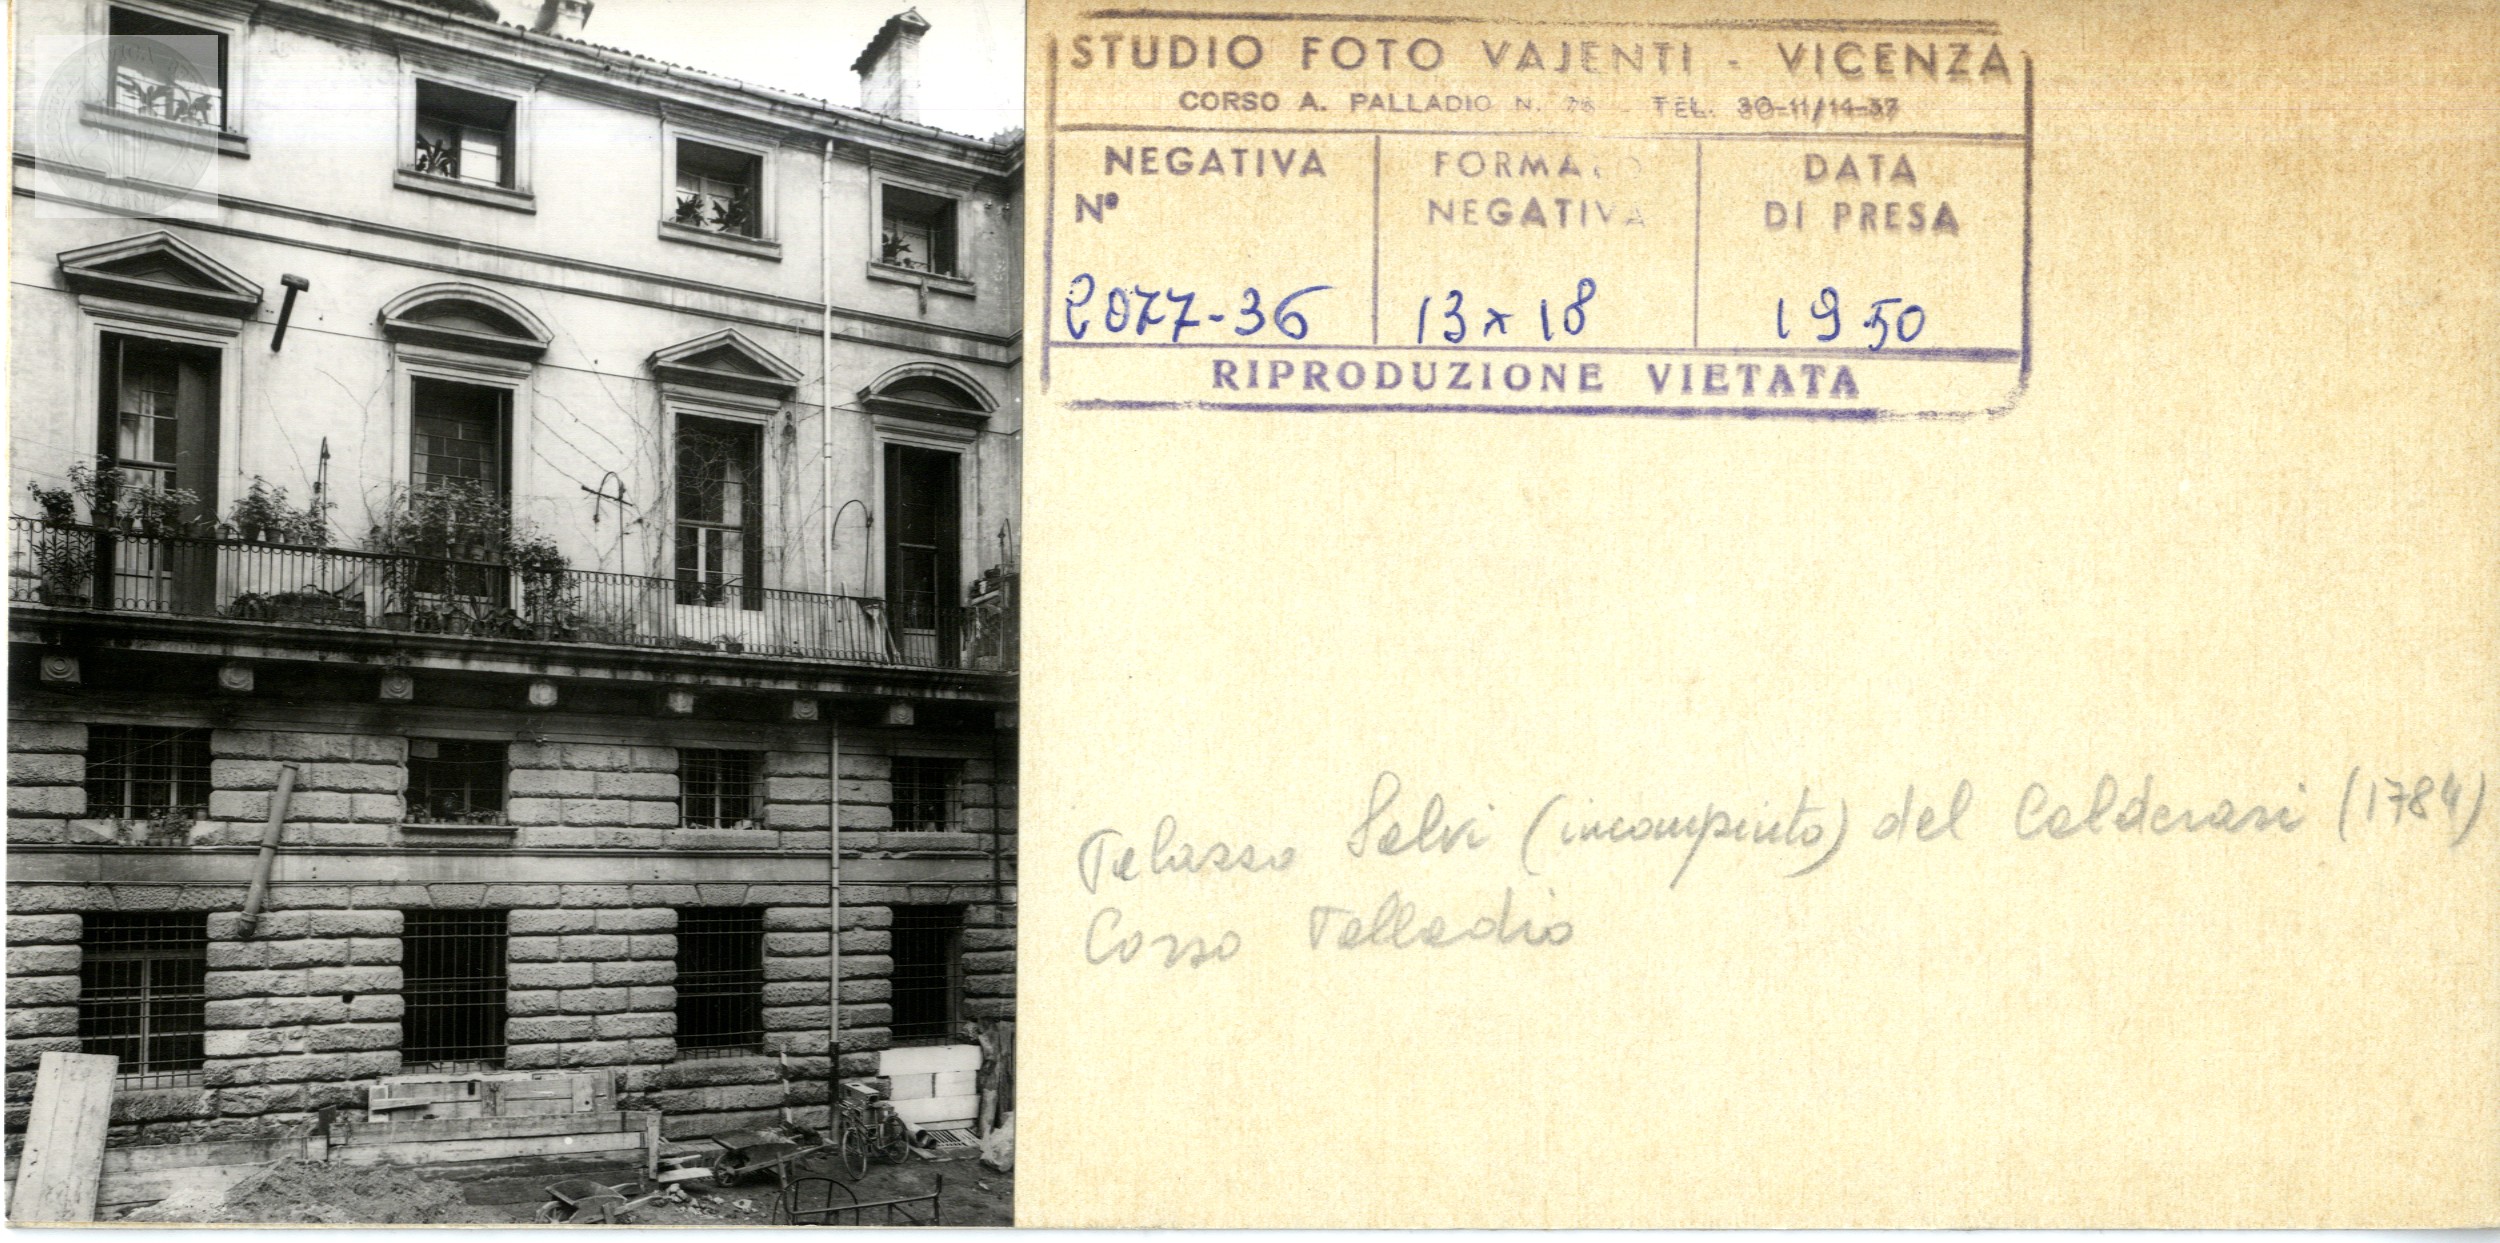 STUDIO FOTO VAJENTI - VICENZA
CORSO A. PALLADIO N. 76 - TEL. 30-11/14-37
NEGATIVA
Nº
FORMATO
NEGATIVA
DATA
DI PRESA
2077-36
13x18
1950
RIPRODUZIONE VIETATA
Palazzo Salvi (incompiuto) del Calderari (1784)
Corso Palladio